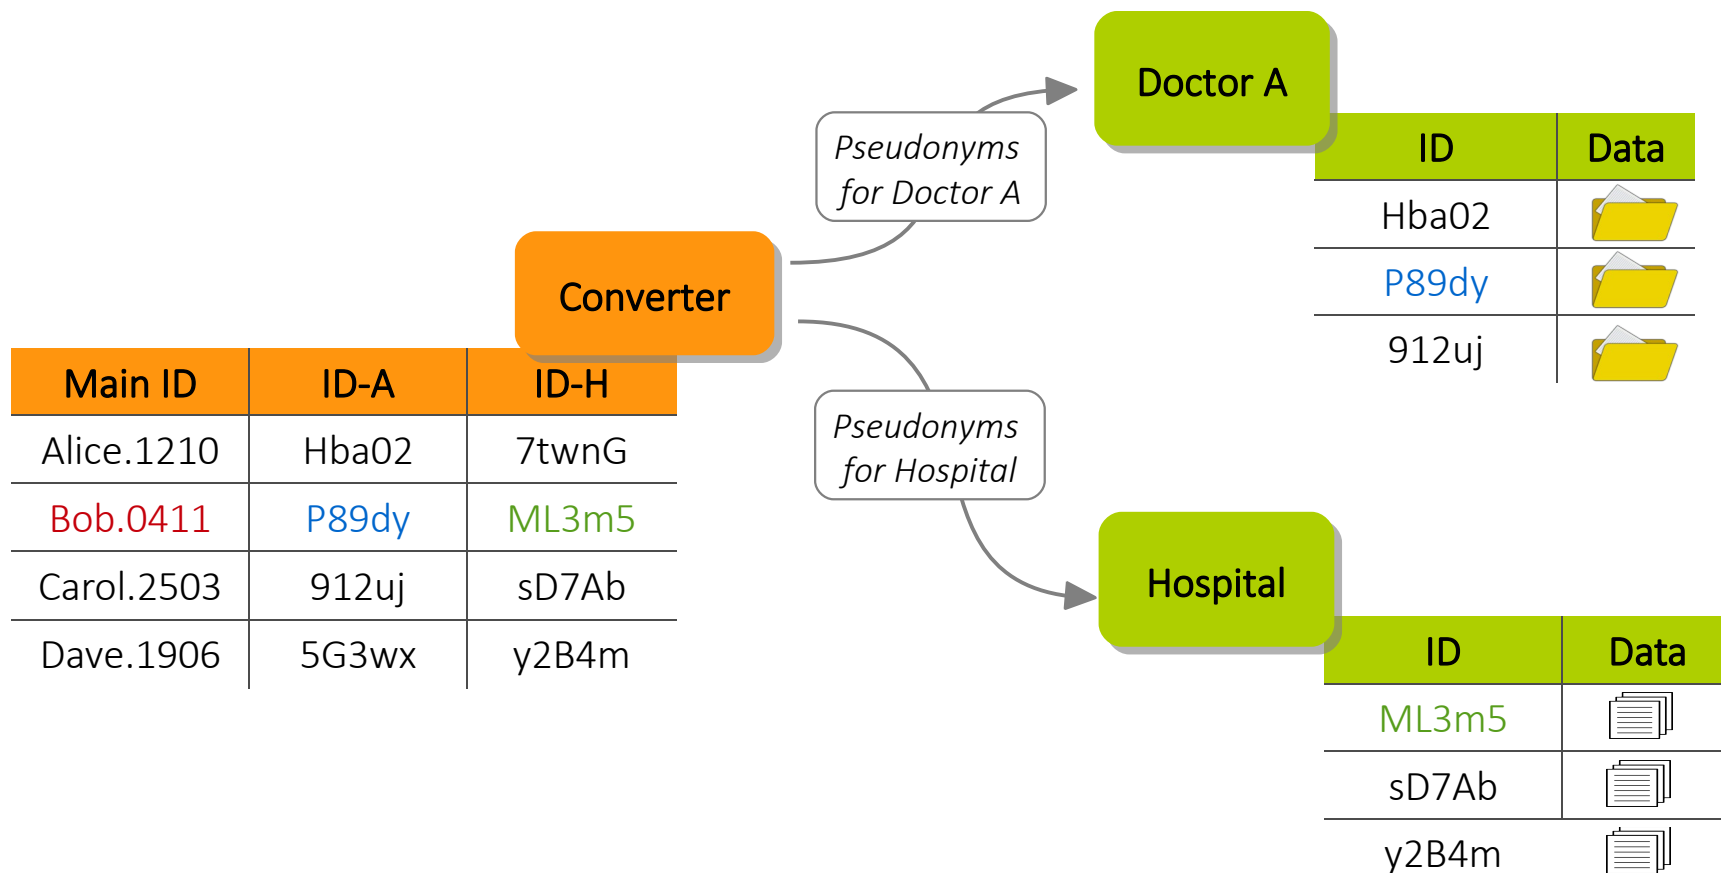 Doctor A
Pseudonyms
for Doctor A
ID Data
Hba02
P89dy
912uj
Converter
Main ID ID-A ID-H
Alice.1210 Hba02 7twnG
Bob.0411 P89dy ML3m5
Carol.2503 912uj sD7Ab
Dave.1906 5G3wx y2B4m
Pseudonyms
for Hospital
Hospital
ID Data
ML3m5
sD7Ab
y2B4m